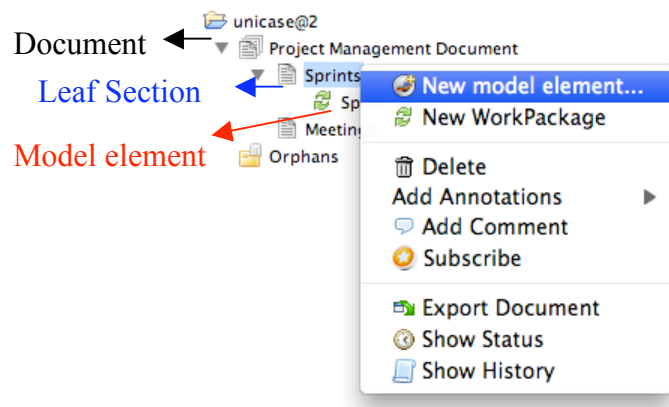 unicase@2
Document
Project Management Document
Leaf Section
Sprints
Sp
Model element
Meeting
Orphans
New model element...
New WorkPackage
Delete
Add Annotations
Add Comment
Subscribe
Export Document
Show Status
Show History